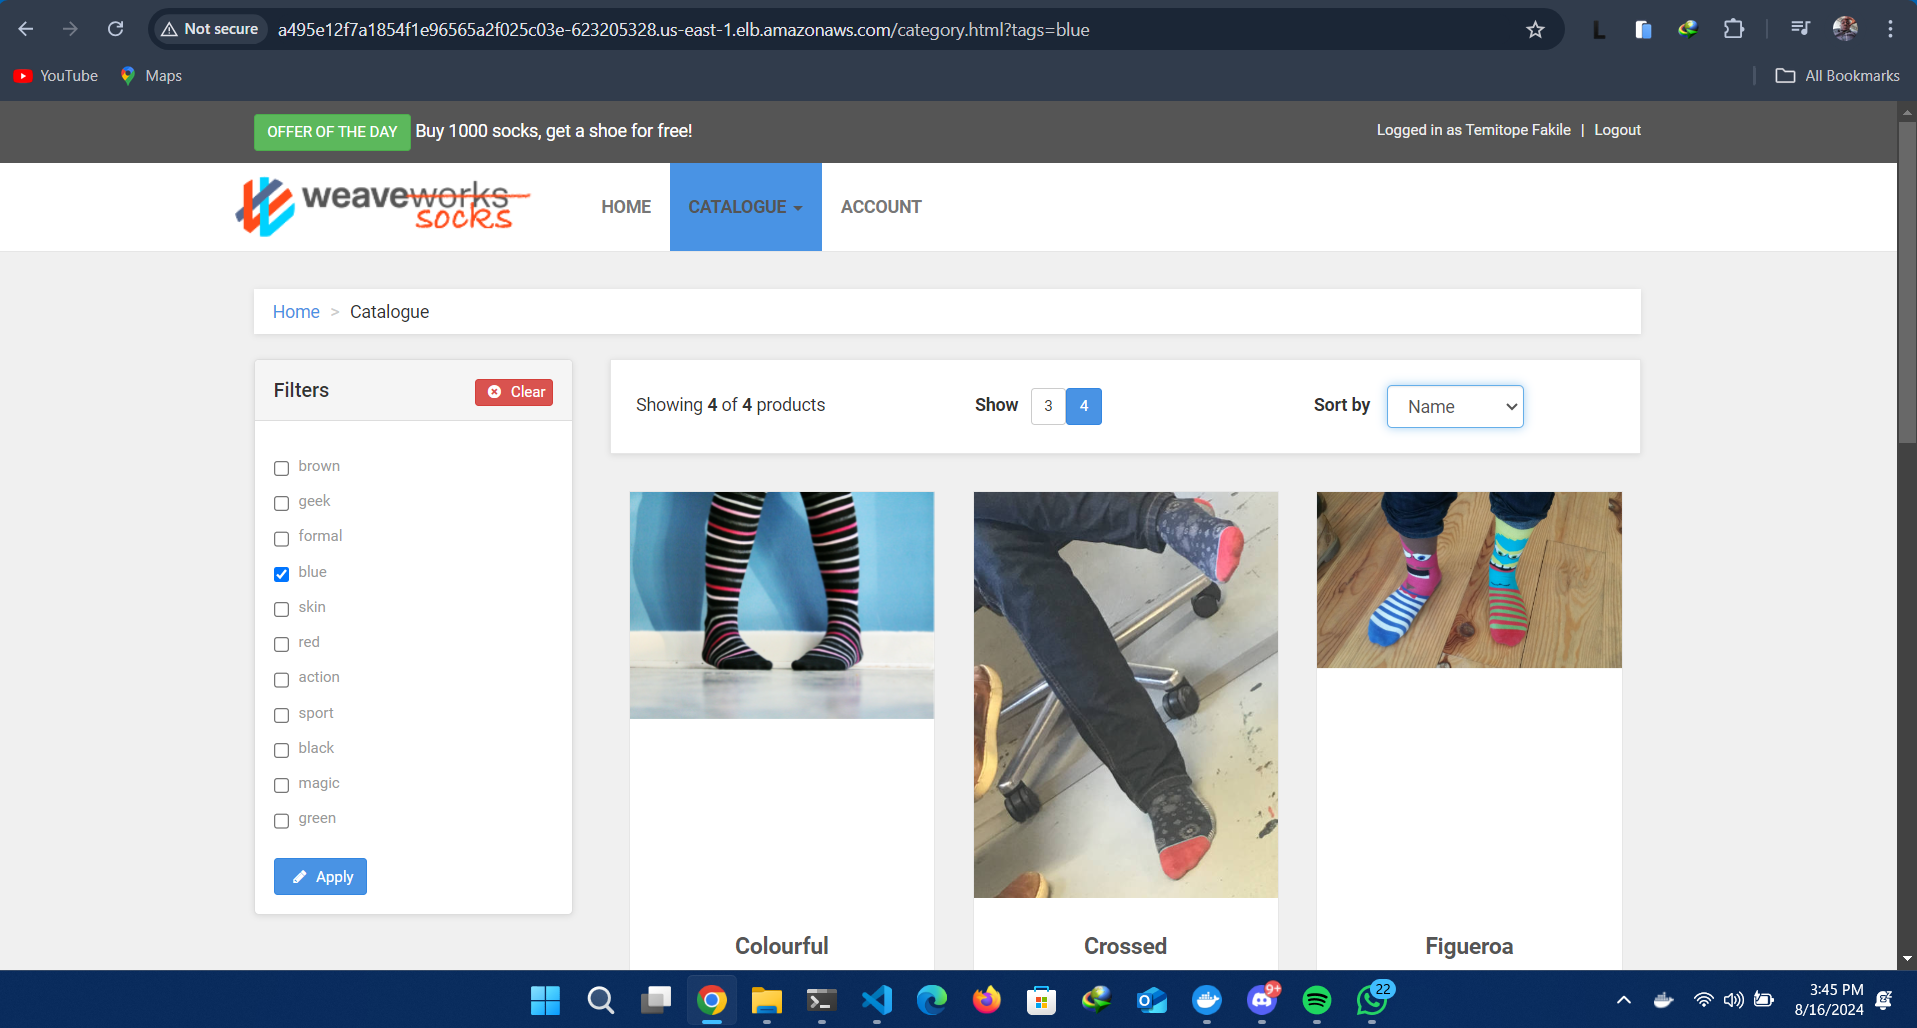 Not secure
a495e12f7a1854f1e96565a2f025c03e-623205328.us-east-1.elb.amazonaws.com/category.html?tags=blue
YouTube
Maps
All Bookmarks
OFFER OF THE DAY Buy 1000 socks, get a shoe for free!
Logged in as Temitope Fakile | Logout
weaveworks
socks
HOME
CATALOGUE
ACCOUNT
Home > Catalogue
Filters
Clear
brown
geek
formal
blue
skin
red
action
sport
black
magic
green
Apply
Showing 4 of 4 products
Show 3 4
Sort by Name
Colourful
Crossed
Figueroa
9+
22
3:45 PM
8/16/2024